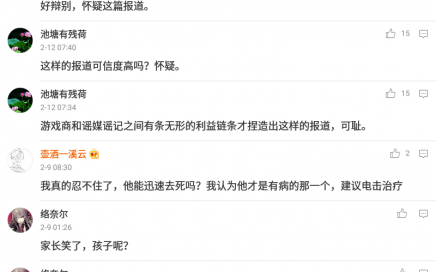 好辩别，怀疑这篇报道。
池塘有残荷
15
2-12 07:40
这样的报道可信度高吗？怀疑。
池塘有残荷
15
2-12 07:34
游戏商和谣媒谣记之间有条无形的利益链条才捏造出这样的报道，可耻。
壶酒一溪云
2
2-9 08:30
我真的忍不住了，他能迅速去死吗？我认为他才是有病的那一个，建议电击治疗
络奈尔
2-9 01:26
家长笑了，孩子呢？